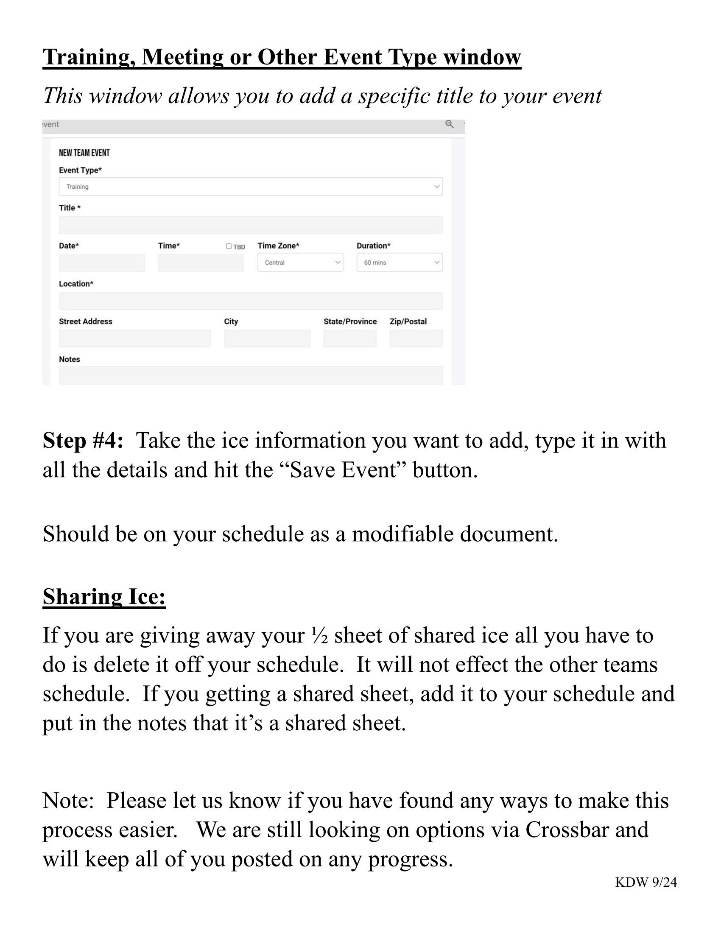 Training, Meeting or Other Event Type window
This window allows you to add a specific title to your event
vent
NEW TEAM EVENT
Event Type*
Training
Title *
Date* Time* TBD Time Zone* Duration*
Central 60 mins
Location*
Street Address City State/Province Zip/Postal
Notes
Step #4:  Take the ice information you want to add, type it in with
all the details and hit the “Save Event” button.
Should be on your schedule as a modifiable document.
Sharing Ice:
If you are giving away your ½ sheet of shared ice all you have to
do is delete it off your schedule.  It will not effect the other teams
schedule.  If you getting a shared sheet, add it to your schedule and
put in the notes that it’s a shared sheet.
Note:  Please let us know if you have found any ways to make this
process easier.   We are still looking on options via Crossbar and
will keep all of you posted on any progress.
KDW 9/24